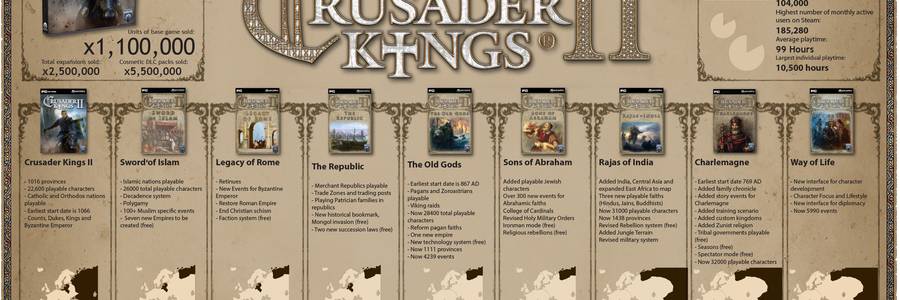 CRUSADER
KINGS II
Units of base game sold:
x1,100,000
Total expansions sold:
x2,500,000
Cosmetic DLC packs sold:
x5,500,000
104,000
Highest number of monthly active
users on Steam:
185,280
Average playtime:
99 Hours
Largest individual playtime:
10,500 hours
Crusader Kings II
- 1016 provinces
- 22,600 playable characters
- Catholic and Orthodox nations
playable
- Earliest start date is 1066
- Counts, Dukes, Kings and
Byzantine Emperor
Sword of Islam
- Islamic nations playable
- 26000 total playable characters
- Decadence system
- Polygamy
- 100+ Muslim specific events
- Seven new Empires to be
created (free)
Legacy of Rome
- Retinues
- New Events for Byzantine
Emperor
- Restore Roman Empire
- End Christian schism
- Faction system (free)
The Republic
- Merchant Republics playable
- Trade Zones and trading posts
- Playing Patrician families in
republics
- New historical bookmark,
Mongol invasion (free)
- Two new succession laws (free)
The Old Gods
- Earliest start date is 867 AD
- Pagans and Zoroastrians
playable
- Viking raids
- Now 28400 total playable
characters
- Reform pagan faiths
- One new empire
- New technology system (free)
- Now 1111 provinces
- Now 4239 events
Sons of Abraham
Added playable Jewish
characters
Over 300 new events for
Abrahamic faiths
College of Cardinals
Revised Holy Military Orders
Ironman mode (free)
Religious rebellions (free)
Rajas of India
Added India, Central Asia and
expanded East Africa to map
Three new playable faiths
(Hindus, Jains, Buddhists)
Now 31000 playable characters
Now 1438 provinces
Revised Rebellion system (free)
Added Jungle Terrain
Revised military system
Charlemagne
- Earliest start date 769 AD
- Added family chronicle
- Added story events for
Charlemagne
- Added training scenario
- Added custom kingdoms
- Added Zunist religion
- Tribal governments playable
(free)
- Seasons (free)
- Spectator mode (free)
- Now 32000 playable characters
Way of Life
- New interface for character
development
- Character Focus and Lifestyle
- New interface for diplomacy
- Now 5990 events